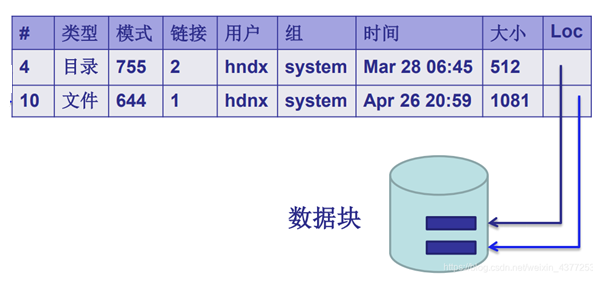 # 类型 模式 链接 用户 组 时间 大小 Loc
4 目录 755 2 hndx system Mar 28 06:45 512
10 文件 644 1 hdnx system Apr 26 20:59 1081
数据块